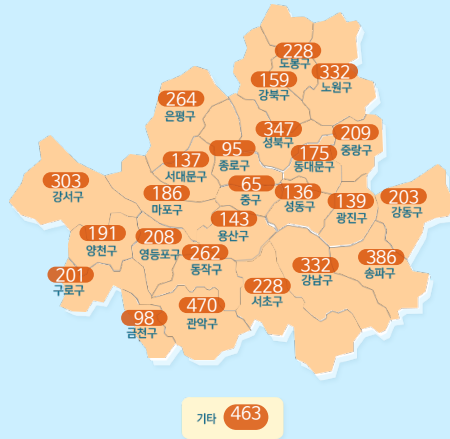 228
도봉구
332
노원구
159
강북구
264
은평구
347
성북구
209
중랑구
95
종로구
175
동대문구
137
서대문구
303
강서구
186
마포구
65
중구
136
성동구
139
광진구
203
강동구
143
용산구
191
양천구
208
영등포구
262
동작구
386
송파구
332
강남구
201
구로구
228
서초구
470
관악구
98
금천구
기타 463